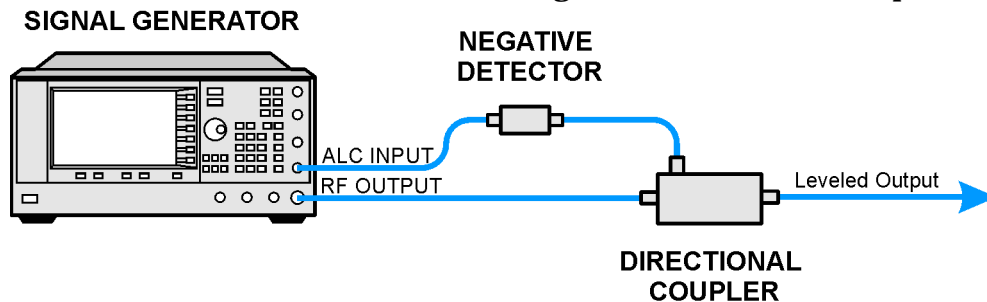 SIGNAL GENERATOR
NEGATIVE
DETECTOR
ALC INPUT
RF OUTPUT
Leveled Output
DIRECTIONAL
COUPLER